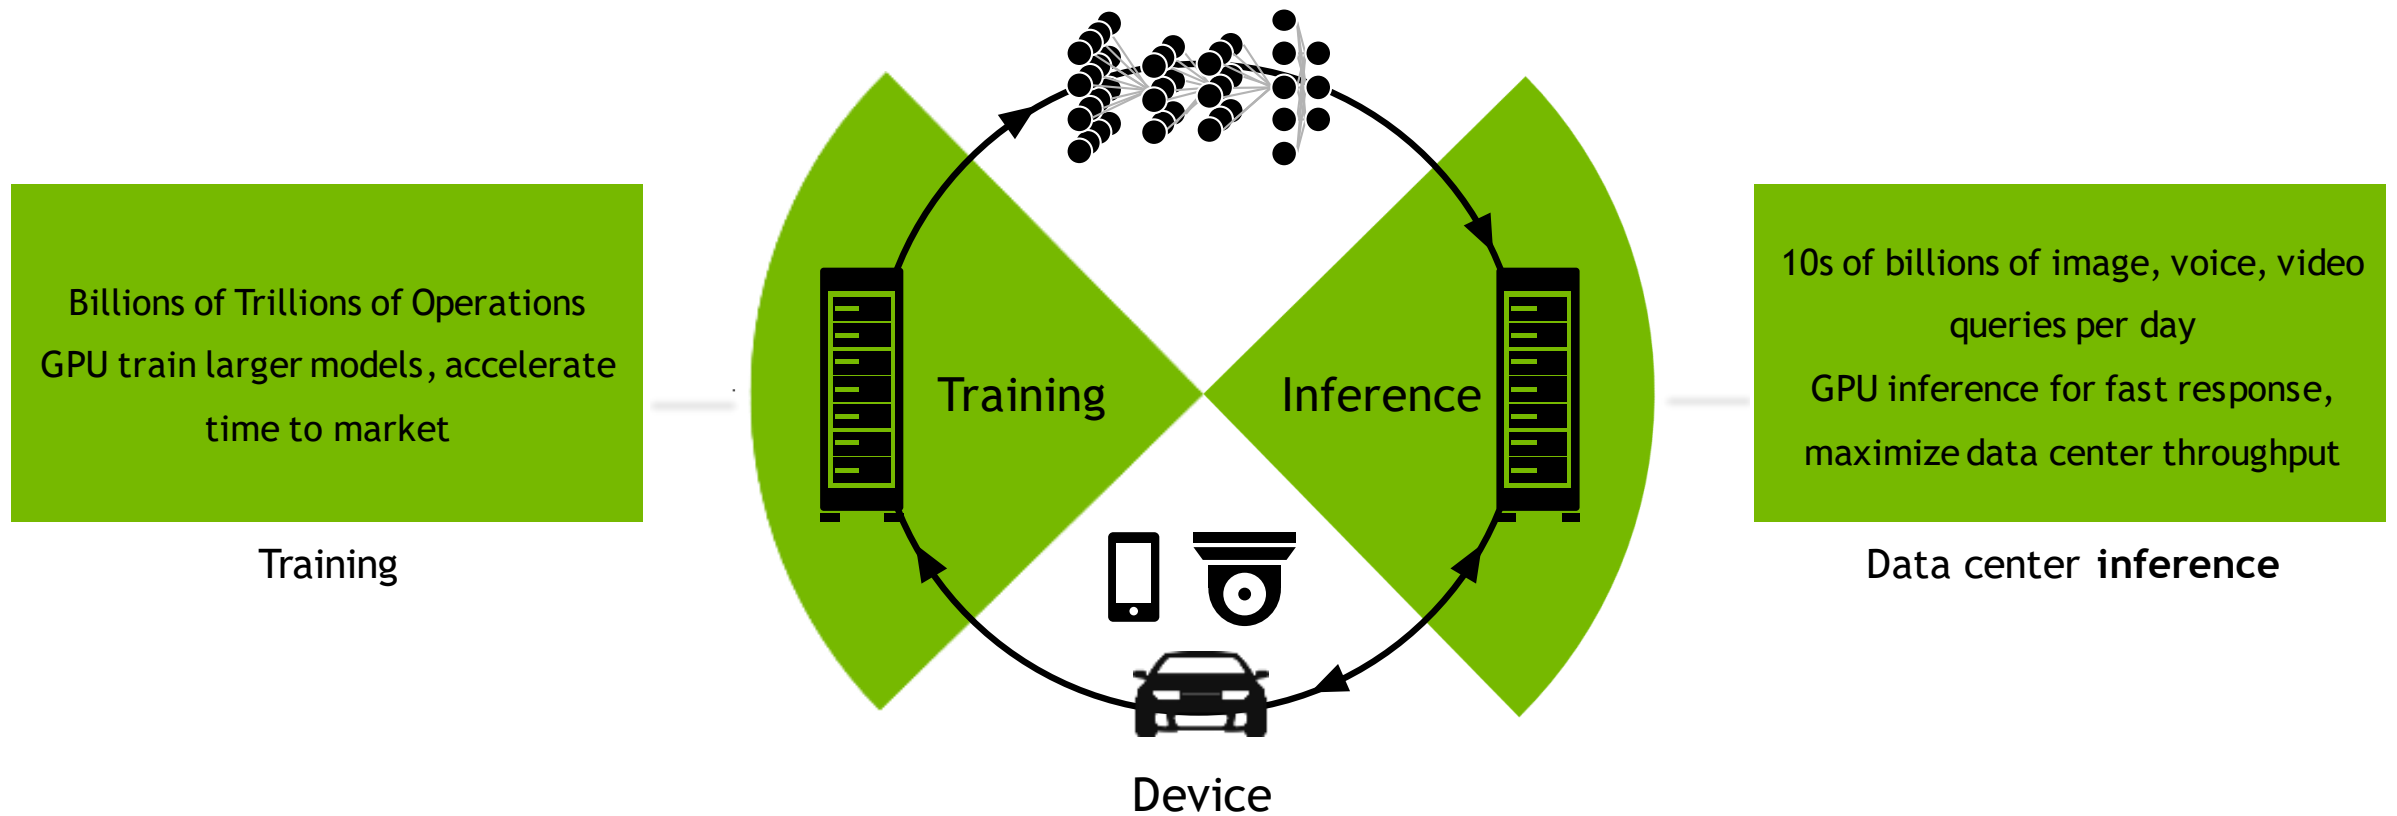 Billions of Trillions of Operations
GPU train larger models, accelerate
time to market
Training
Training
Inference
Device
10s of billions of image, voice, video
queries per day
GPU inference for fast response,
maximize data center throughput
Data center inference